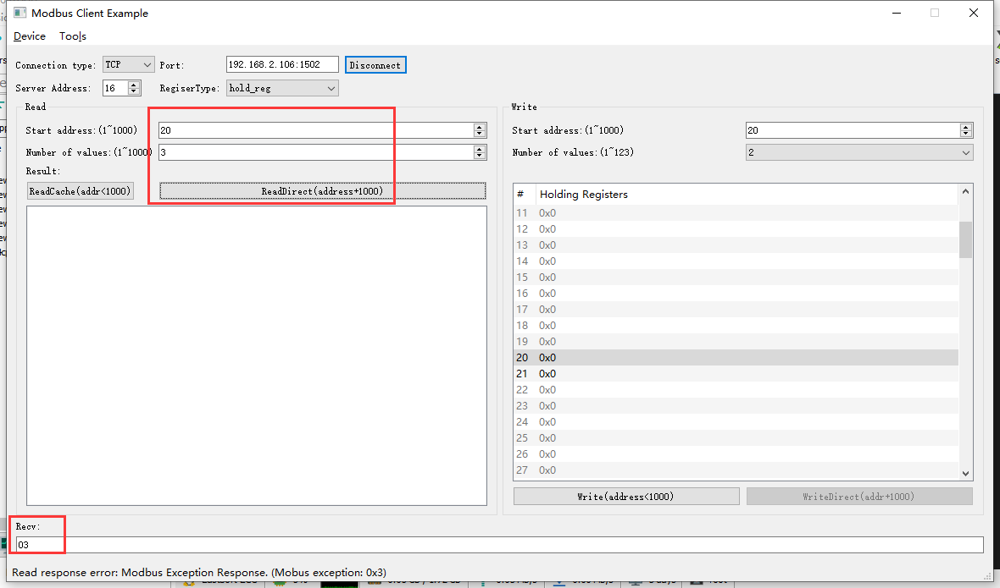 Modbus Client Example
Device Tools
Connection type: TCP Port: 192.168.2.106:1502 Disconnect
Server Address: 16 RegiserType: hold_reg
Read
Start address:(1~1000) 20
Number of values:(1~1000) 3
Result:
ReadCache(addr<1000) ReadDirect(address+1000)
Write
Start address:(1~1000) 20
Number of values:(1~123) 2
# Holding Registers
11 0x0
12 0x0
13 0x0
14 0x0
15 0x0
16 0x0
17 0x0
18 0x0
19 0x0
20 0x0
21 0x0
22 0x0
23 0x0
24 0x0
25 0x0
26 0x0
27 0x0
Write(address<1000) WriteDirect(addr+1000)
Recv:
03
Read response error: Modbus Exception Response. (Mobus exception: 0x3)